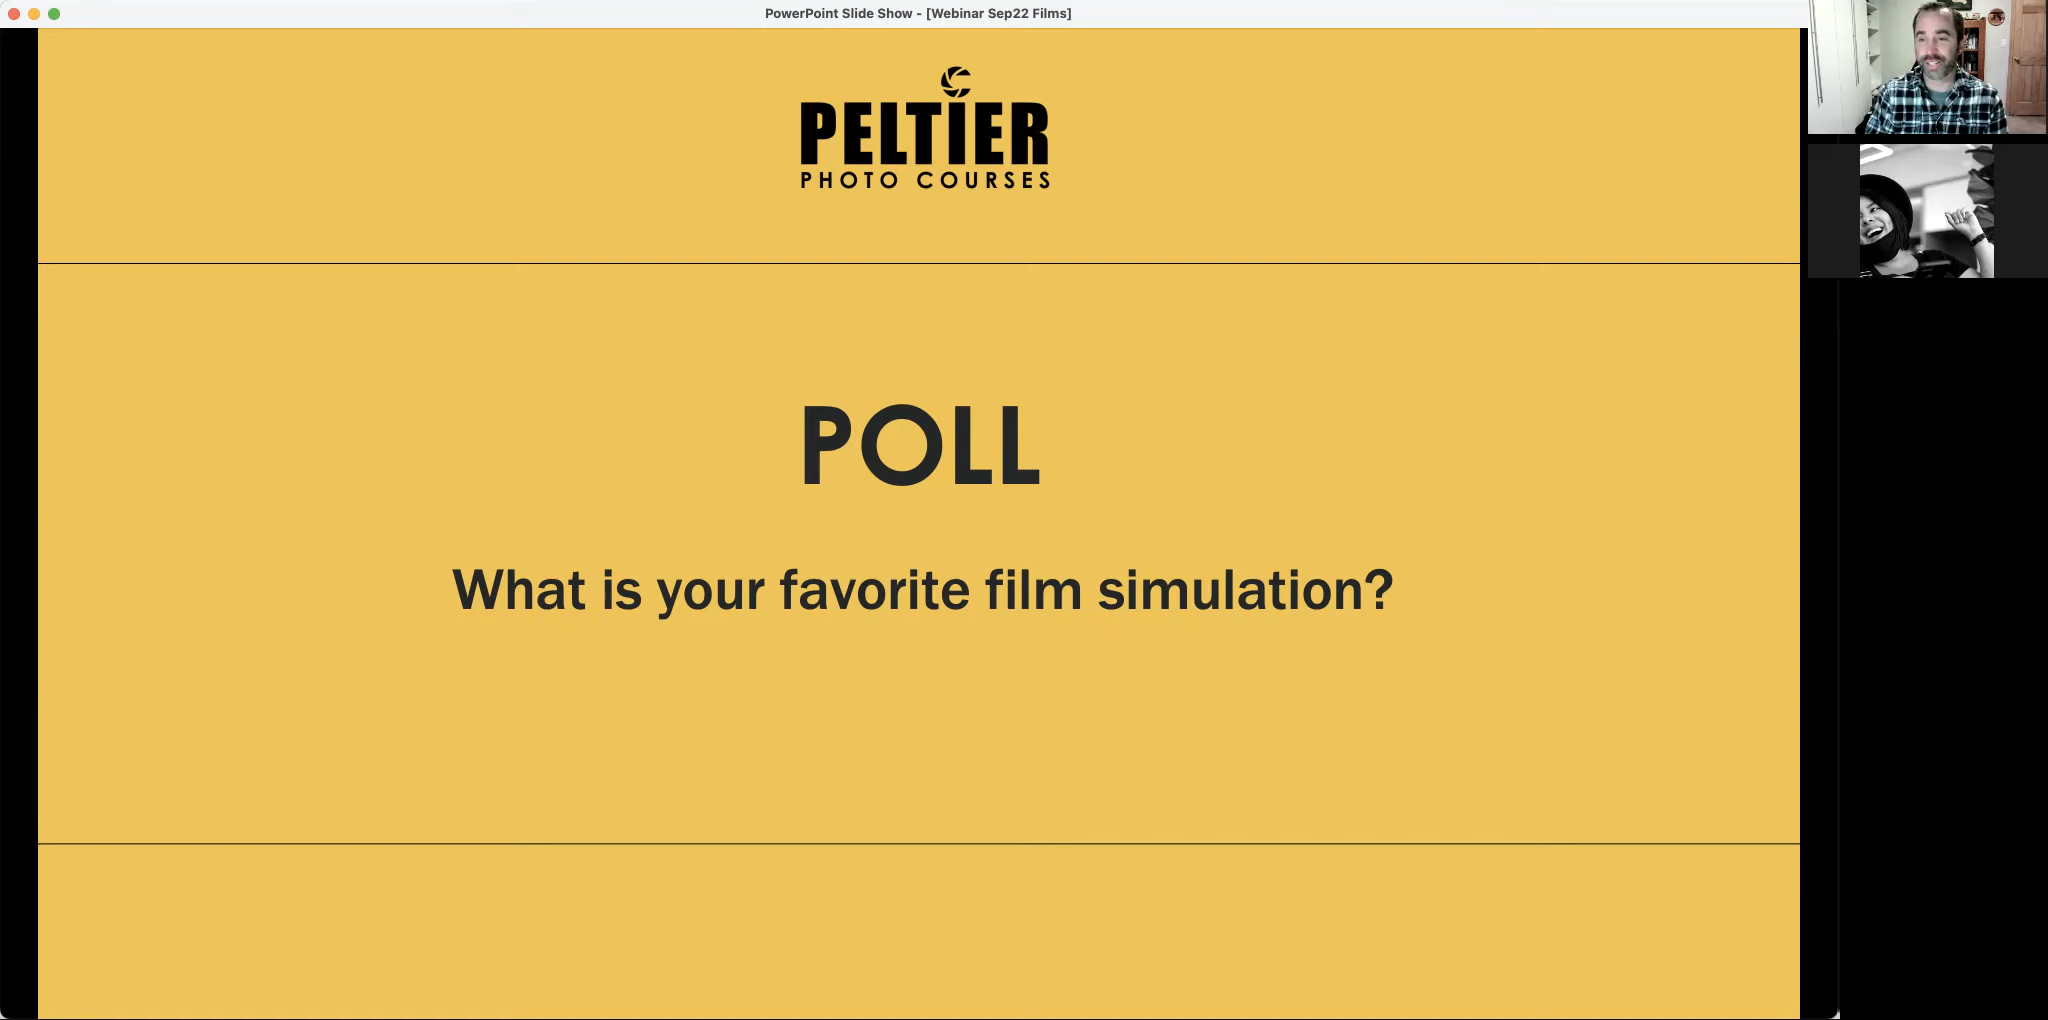 PowerPoint Slide Show - [Webinar Sep22 Films]
PELTIER
PHOTO COURSES
POLL
What is your favorite film simulation?